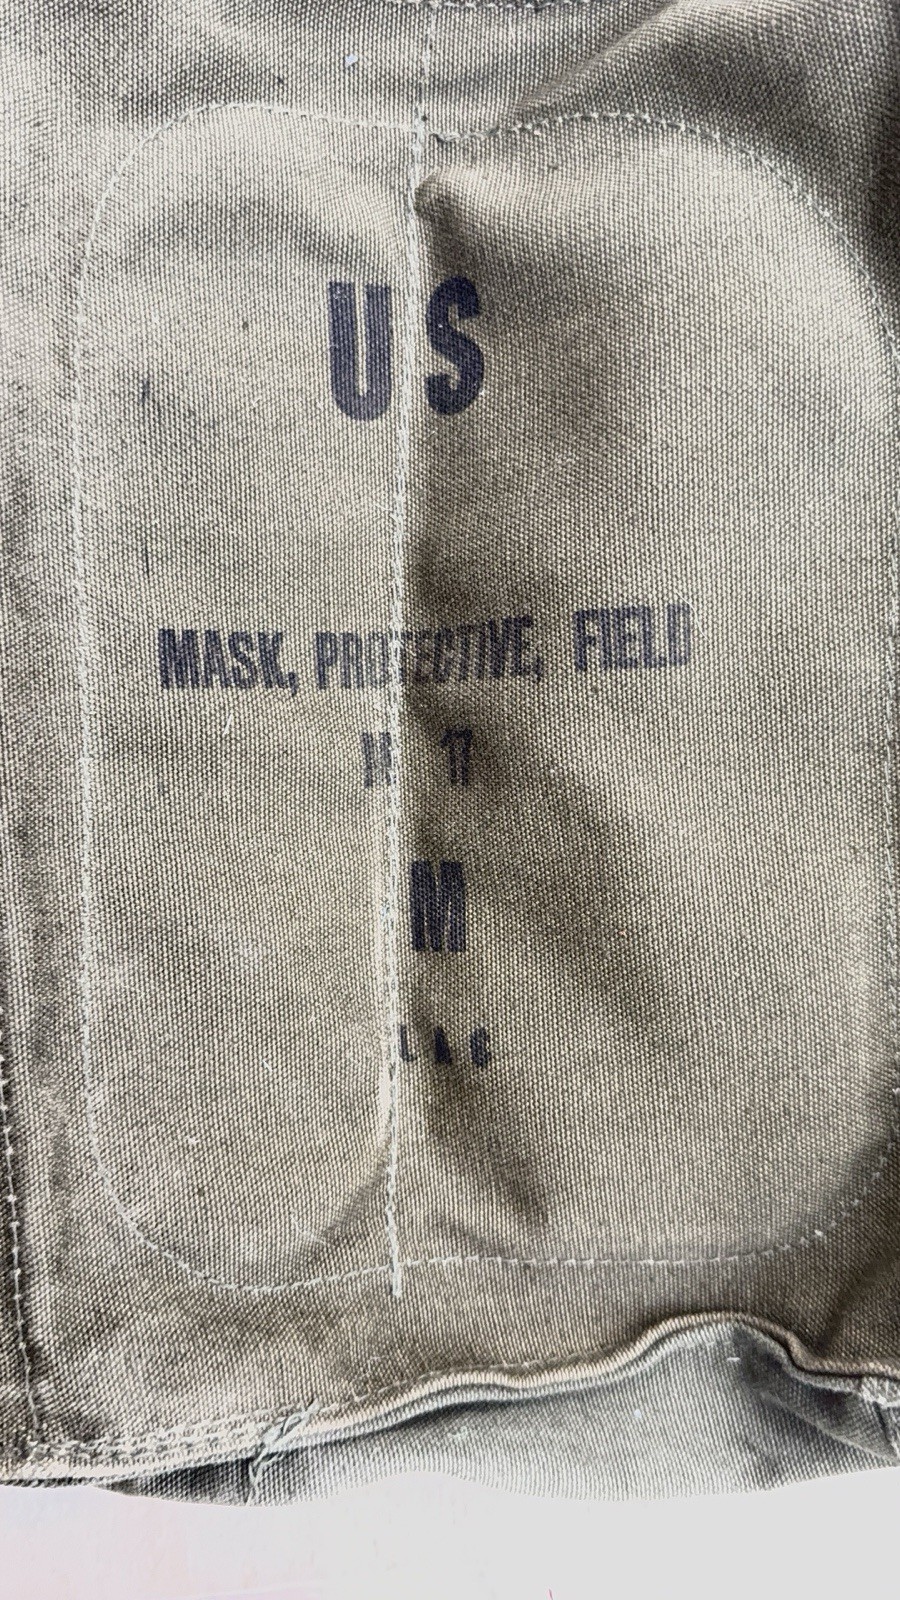 US
MASK, PROTECTIVE, FIELD
M 17
M